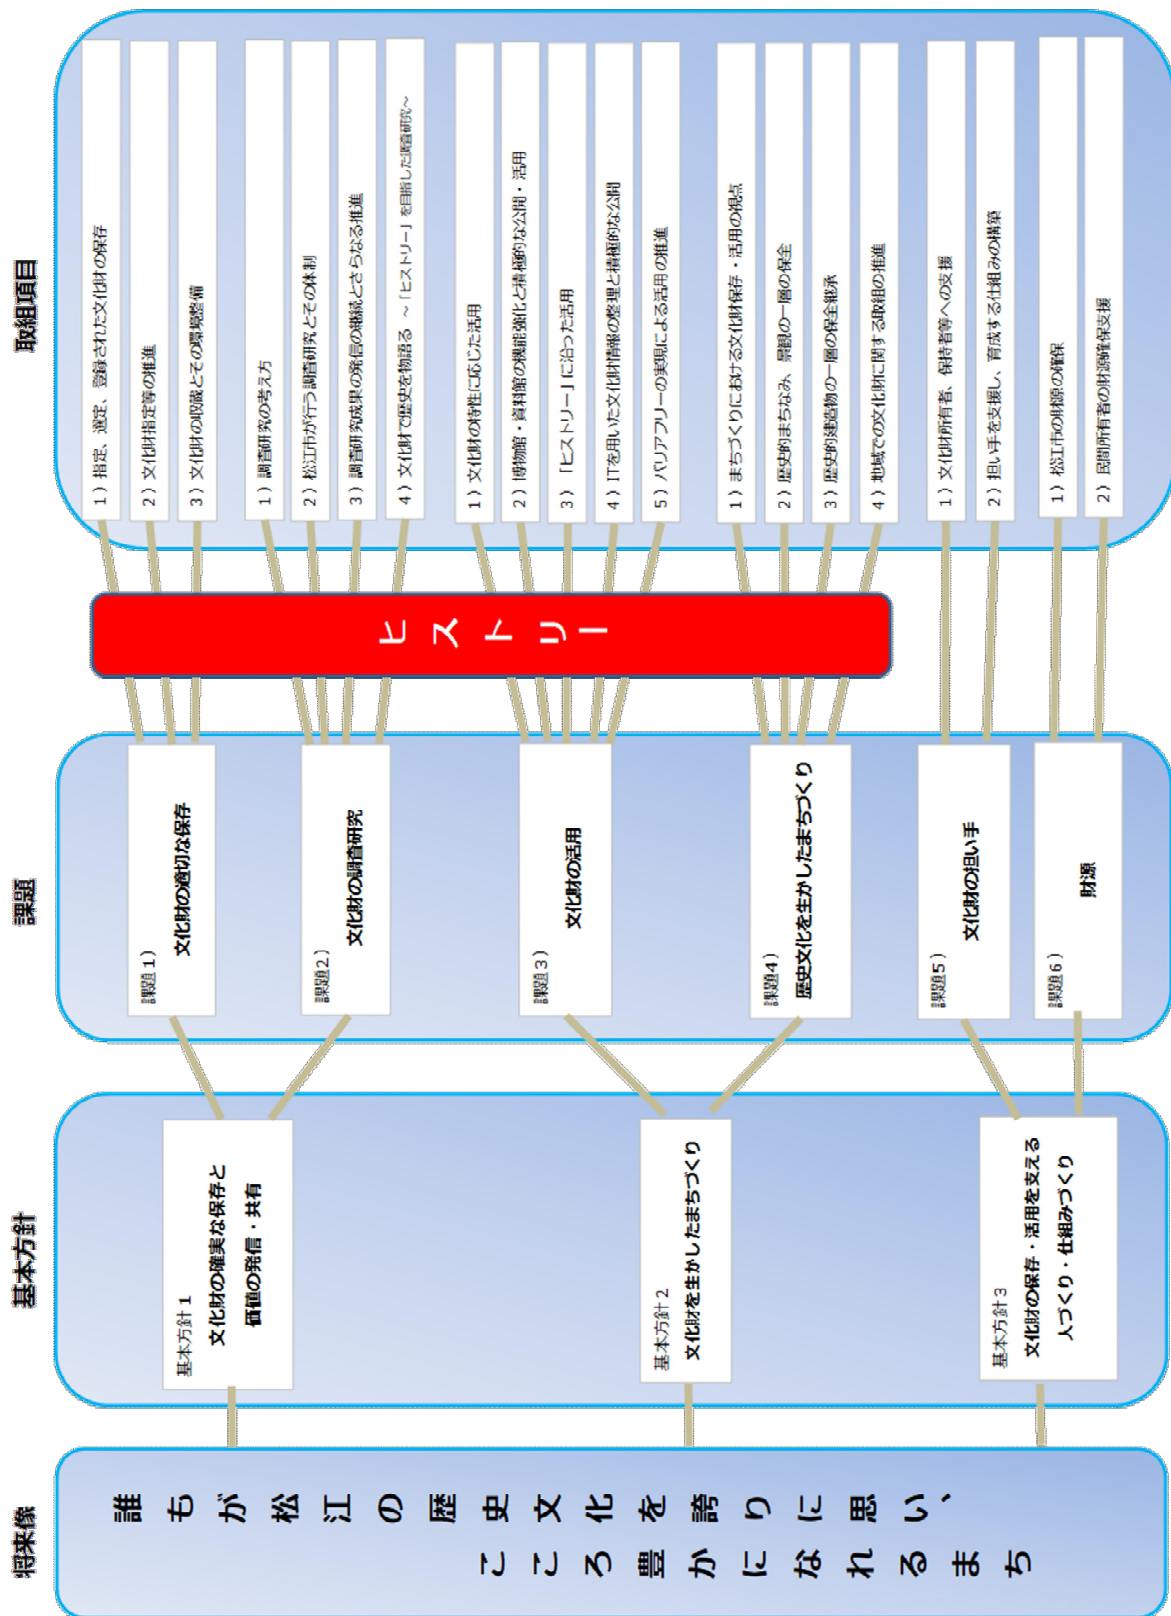 将来像
誰もが松江の歴史文化を誇りに思い、
こころ豊かになれるまち
基本方針
基本方針1
文化財の確実な保存と
価値の発信・共有
基本方針2
文化財を生かしたまちづくり
基本方針3
文化財の保存・活用を支える
人づくり・仕組みづくり
課題
課題1)
文化財の適切な保存
課題2)
文化財の調査研究
課題3)
文化財の活用
課題4)
歴史文化を生かしたまちづくり
課題5)
文化財の担い手
課題6)
財源
ヒストリー
取組項目
1)指定、選定、登録された文化財の保存
2)文化財指定等の推進
3)文化財の収蔵とその環境整備
1)調査研究の考え方
2)松江市が行う調査研究とその体制
3)調査研究成果の発信の継続とさらなる推進
4)文化財で歴史を物語る ～「ヒストリー」を目指した調査研究～
1)文化財の特性に応じた活用
2)博物館・資料館の機能強化と積極的な公開・活用
3)「ヒストリー」に沿った活用
4)ITを用いた文化財情報の整理と積極的な公開
5)バリアフリーの実現による活用の推進
1)まちづくりにおける文化財保存・活用の視点
2)歴史的まちなみ、景観の一層の保全
3)歴史的建造物の一層の保全継承
4)地域での文化財に関する取組の推進
1)文化財所有者、保持者等への支援
2)担い手を支援し、育成する仕組みの構築
1)松江市の財源の確保
2)民間所有者の財源確保支援